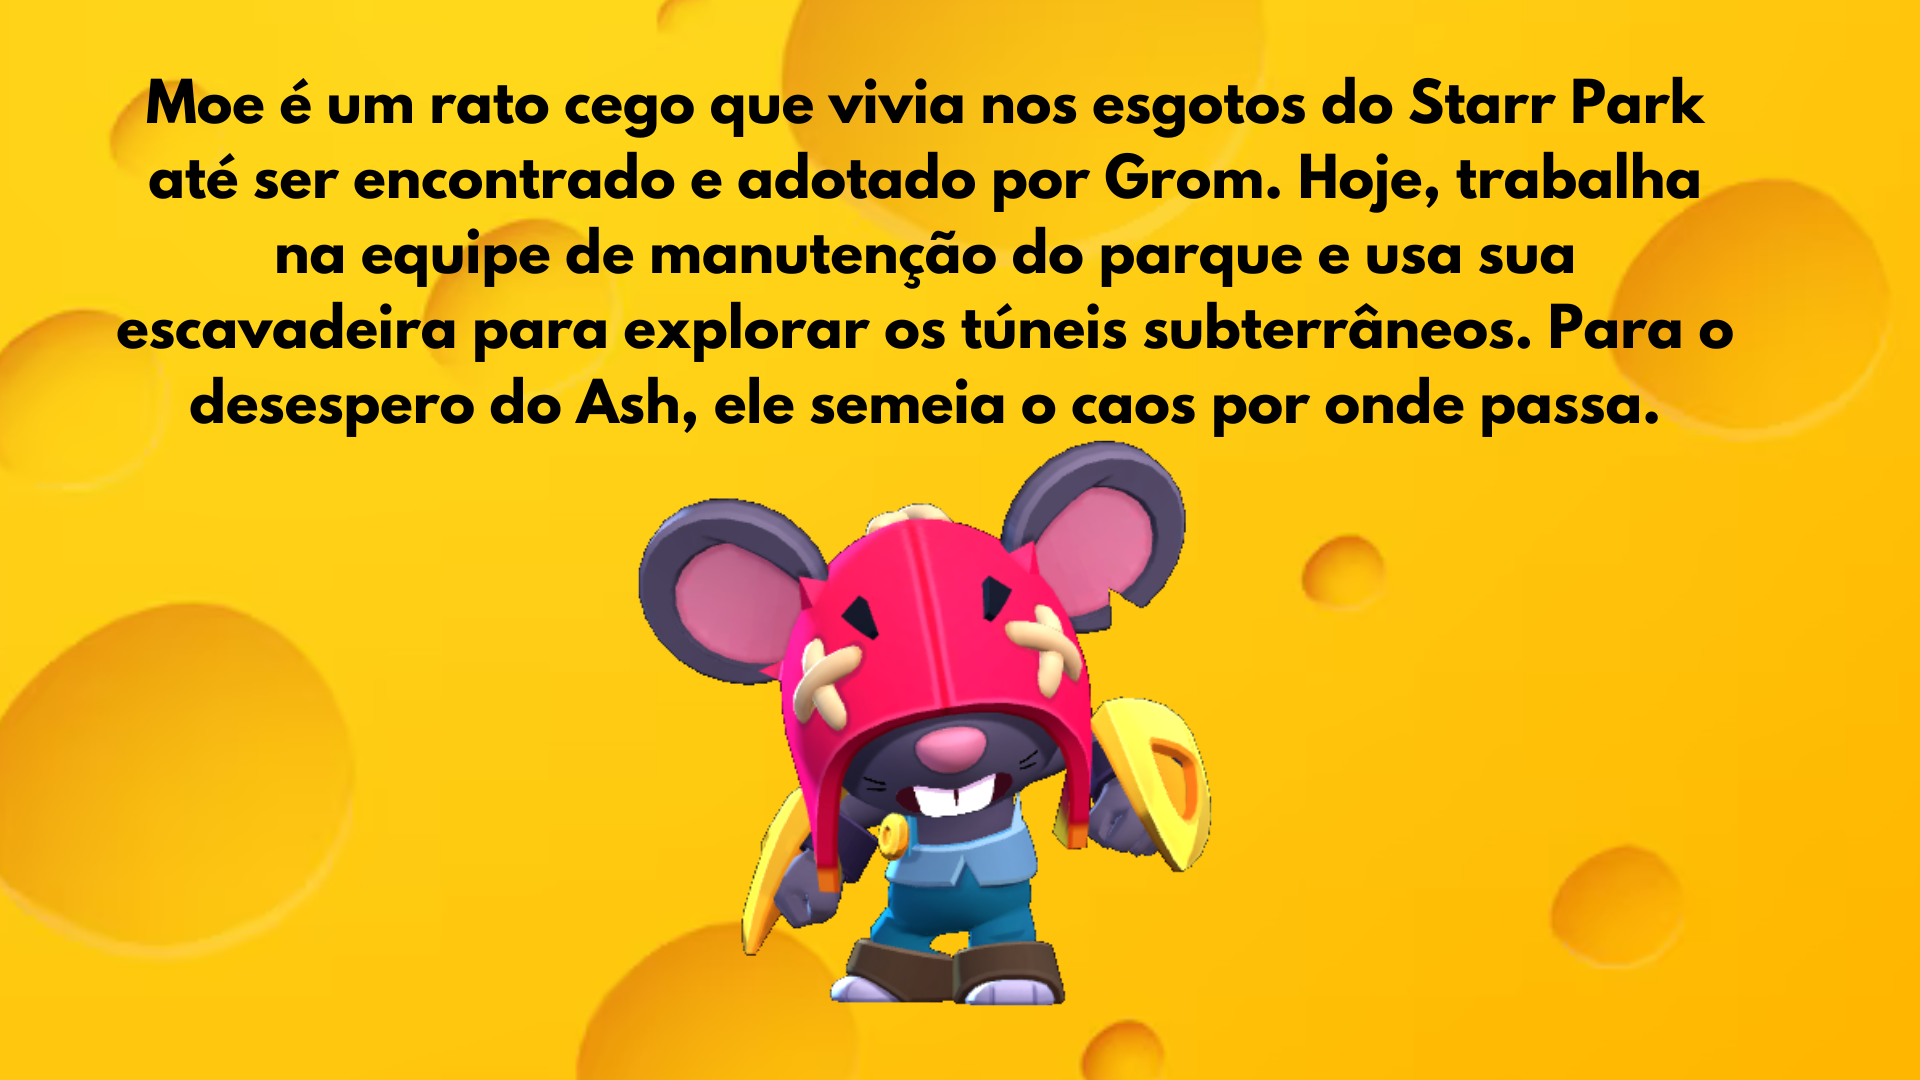 Moe é um rato cego que vivia nos esgotos do Starr Park
até ser encontrado e adotado por Grom. Hoje, trabalha
na equipe de manutenção do parque e usa sua
escavadeira para explorar os túneis subterrâneos. Para o
desespero do Ash, ele semeia o caos por onde passa.